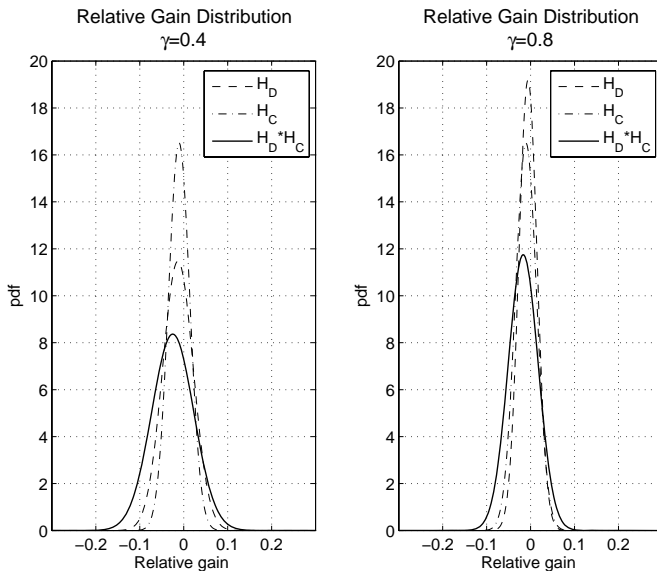 Relative Gain Distribution
γ=0.4
20
18
16
14
12
10
8
6
4
2
0
pdf
−0.2 −0.1 0 0.1 0.2
Relative gain
H_D
H_C
H_D*H_C
Relative Gain Distribution
γ=0.8
20
18
16
14
12
10
8
6
4
2
0
pdf
−0.2 −0.1 0 0.1 0.2
Relative gain
H_D
H_C
H_D*H_C